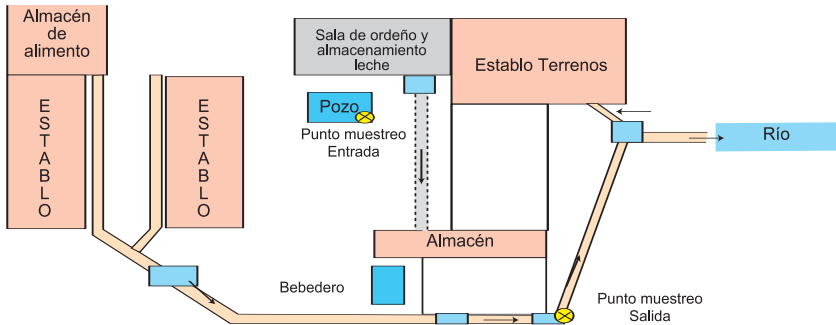 Almacén
de
alimento
E
S
T
A
B
L
O
E
S
T
A
B
L
O
Sala de ordeño y
almacenamiento
leche
Establo Terrenos
Pozo
Punto muestreo
Entrada
Río
Almacén
Bebedero
Punto muestreo
Salida